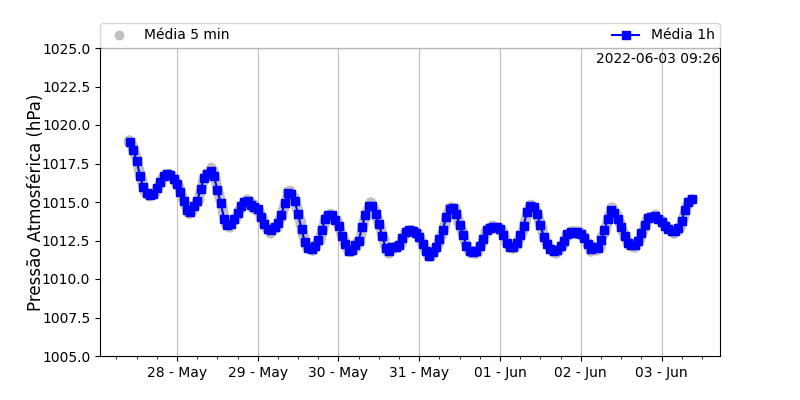 Média 5 min
Média 1h
2022-06-03 09:26
Pressão Atmosférica (hPa)
1025.0
1022.5
1020.0
1017.5
1015.0
1012.5
1010.0
1007.5
1005.0
28 - May
29 - May
30 - May
31 - May
01 - Jun
02 - Jun
03 - Jun